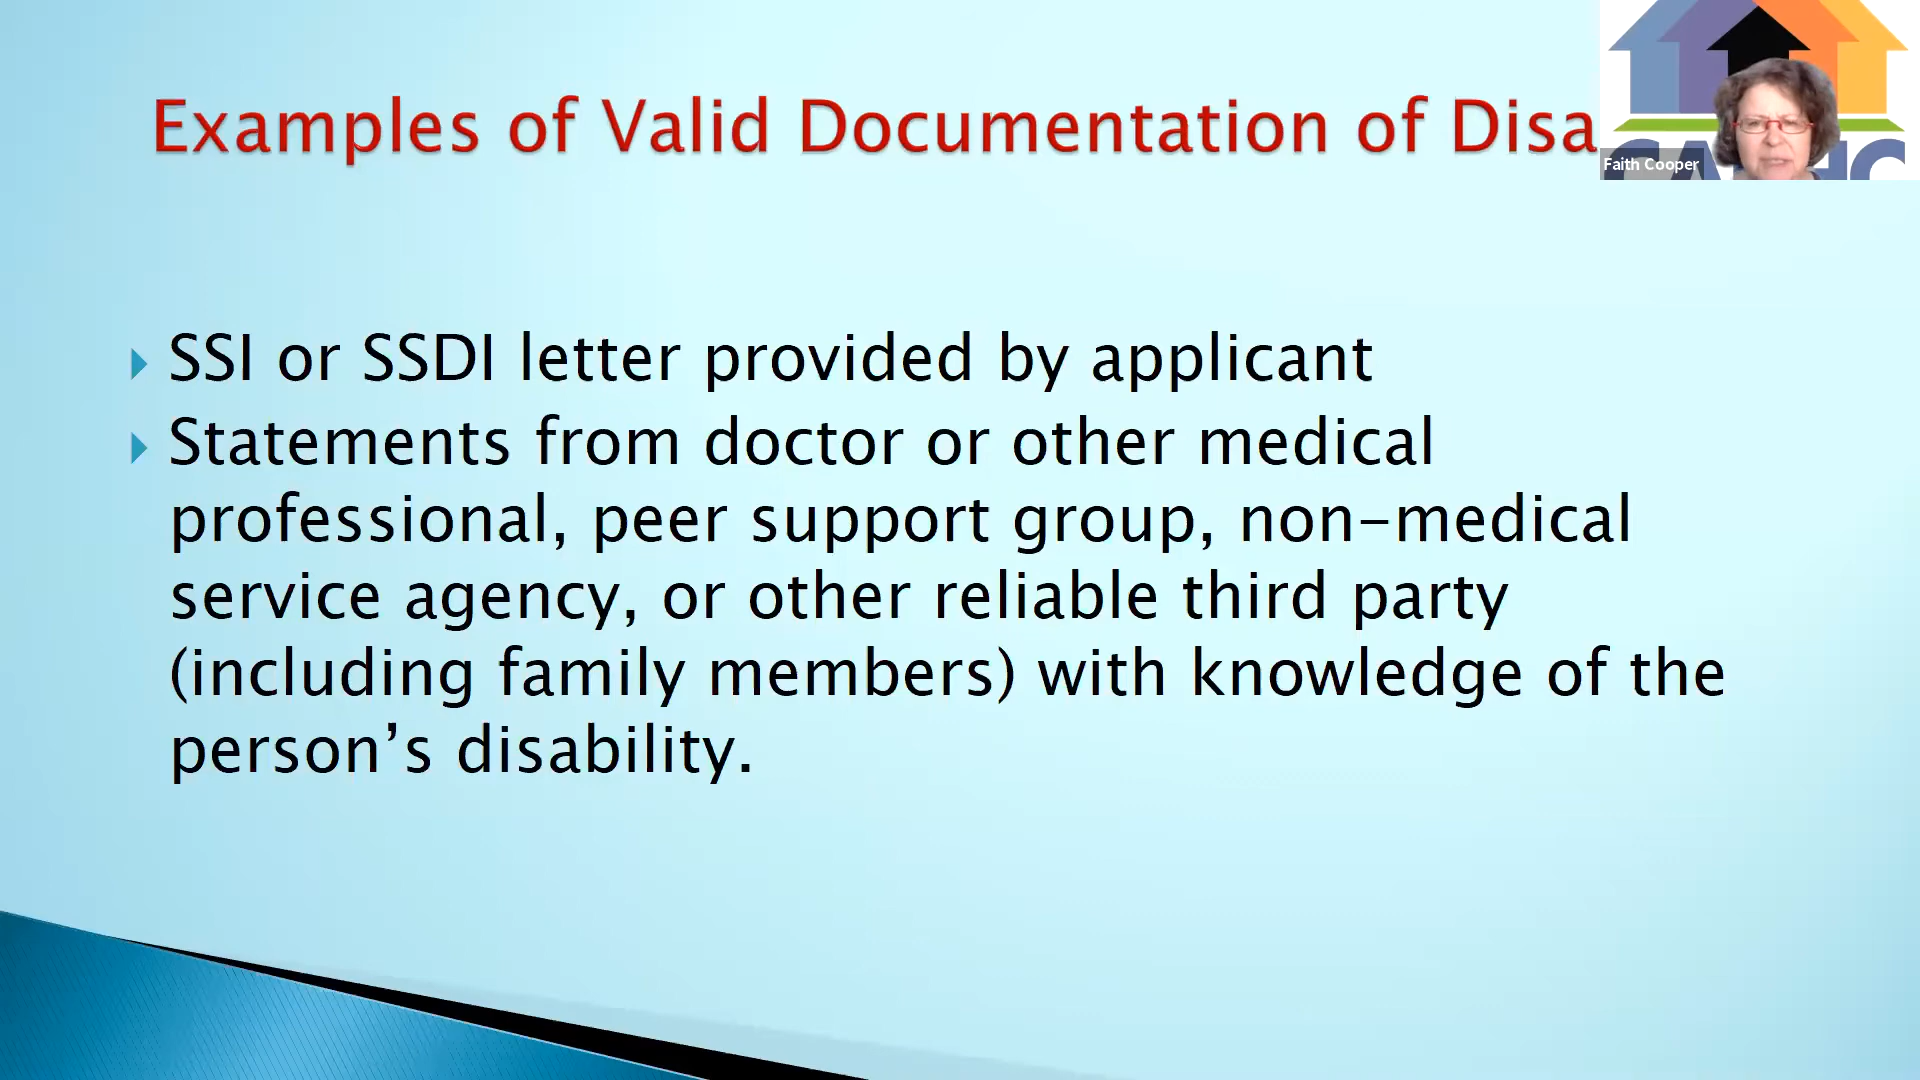 Examples of Valid Documentation of Disa
Faith Cooper
SSI or SSDI letter provided by applicant
Statements from doctor or other medical
professional, peer support group, non-medical
service agency, or other reliable third party
(including family members) with knowledge of the
person’s disability.